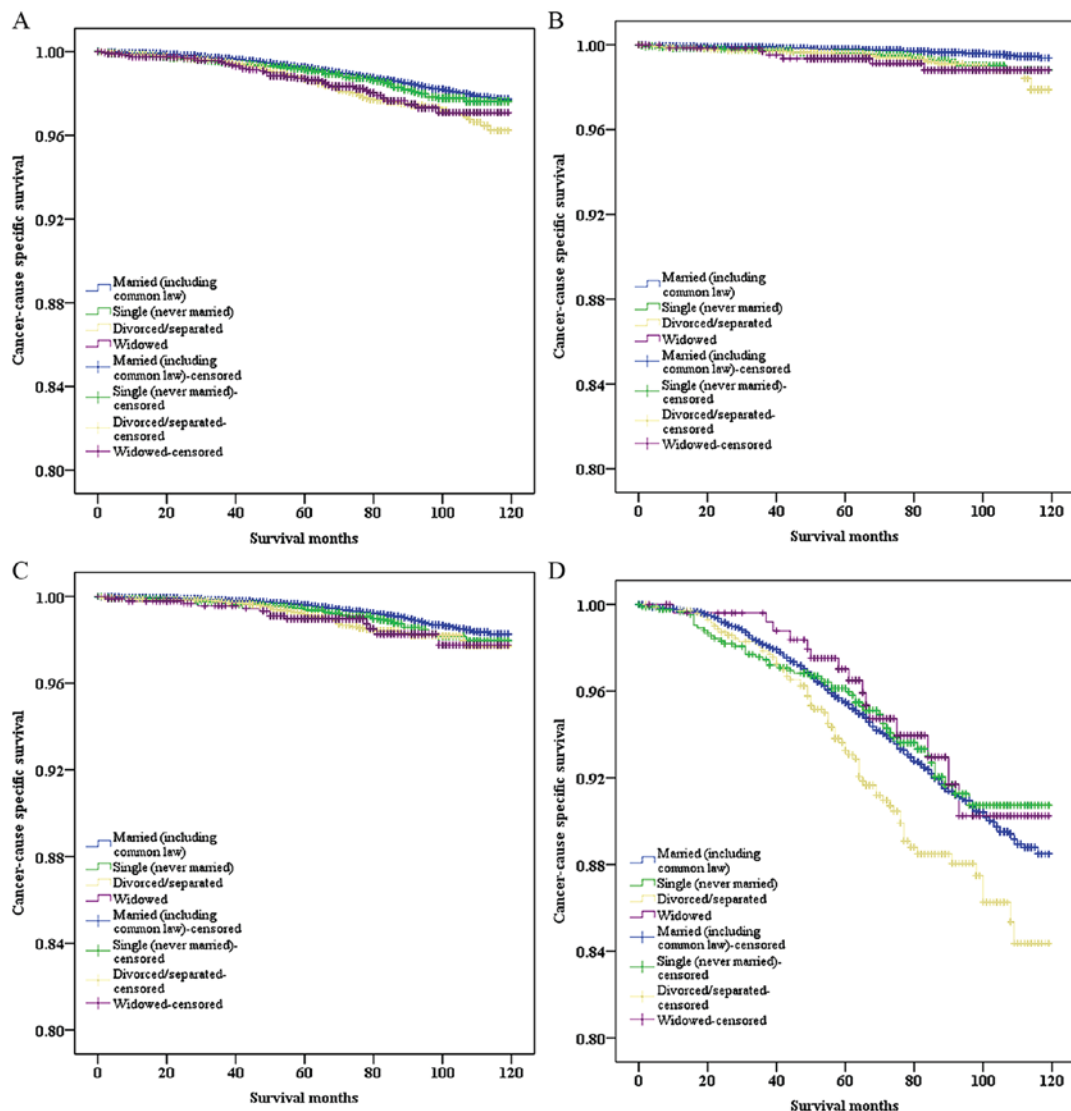 A
Cancer-cause specific survival
1.00
0.96
0.92
0.88
0.84
0.80
Married (including
common law)
Single (never married)
Divorced/separated
Widowed
Married (including
common law)-censored
Single (never married)-
censored
Divorced/separated-
censored
Widowed-censored
0 20 40 60 80 100 120
Survival months
B
Cancer-cause specific survival
1.00
0.96
0.92
0.88
0.84
0.80
Married (including
common law)
Single (never married)
Divorced/separated
Widowed
Married (including
common law)-censored
Single (never married)-
censored
Divorced/separated-
censored
Widowed-censored
0 20 40 60 80 100 120
Survival months
C
Cancer-cause specific survival
1.00
0.96
0.92
0.88
0.84
0.80
Married (including
common law)
Single (never married)
Divorced/separated
Widowed
Married (including
common law)-censored
Single (never married)-
censored
Divorced/separated-
censored
Widowed-censored
0 20 40 60 80 100 120
Survival months
D
Cancer-cause specific survival
1.00
0.96
0.92
0.88
0.84
0.80
Married (including
common law)
Single (never married)
Divorced/separated
Widowed
Married (including
common law)-censored
Single (never married)-
censored
Divorced/separated-
censored
Widowed-censored
0 20 40 60 80 100 120
Survival months